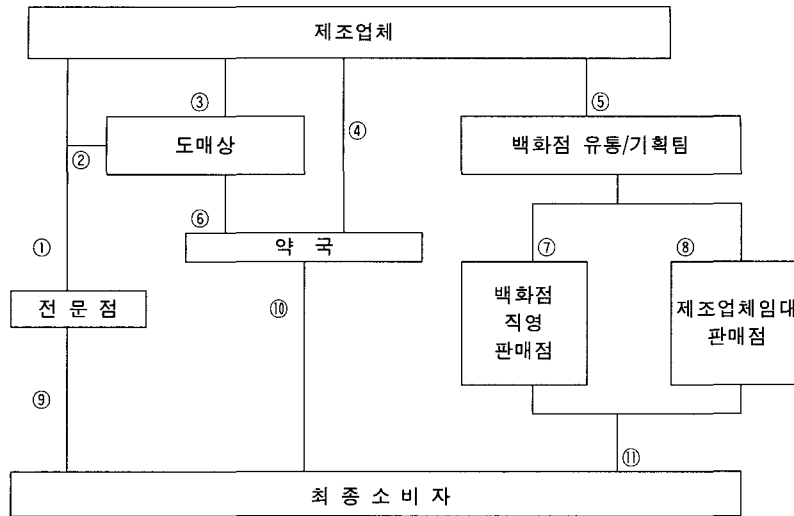 제조업체
③
④
⑤
도매상
백화점 유통/기획팀
②
⑥
약 국
①
⑦
⑧
전 문 점
⑩
백화점
직영
판매점
제조업체임대
판매점
⑨
⑪
최 종 소 비 자